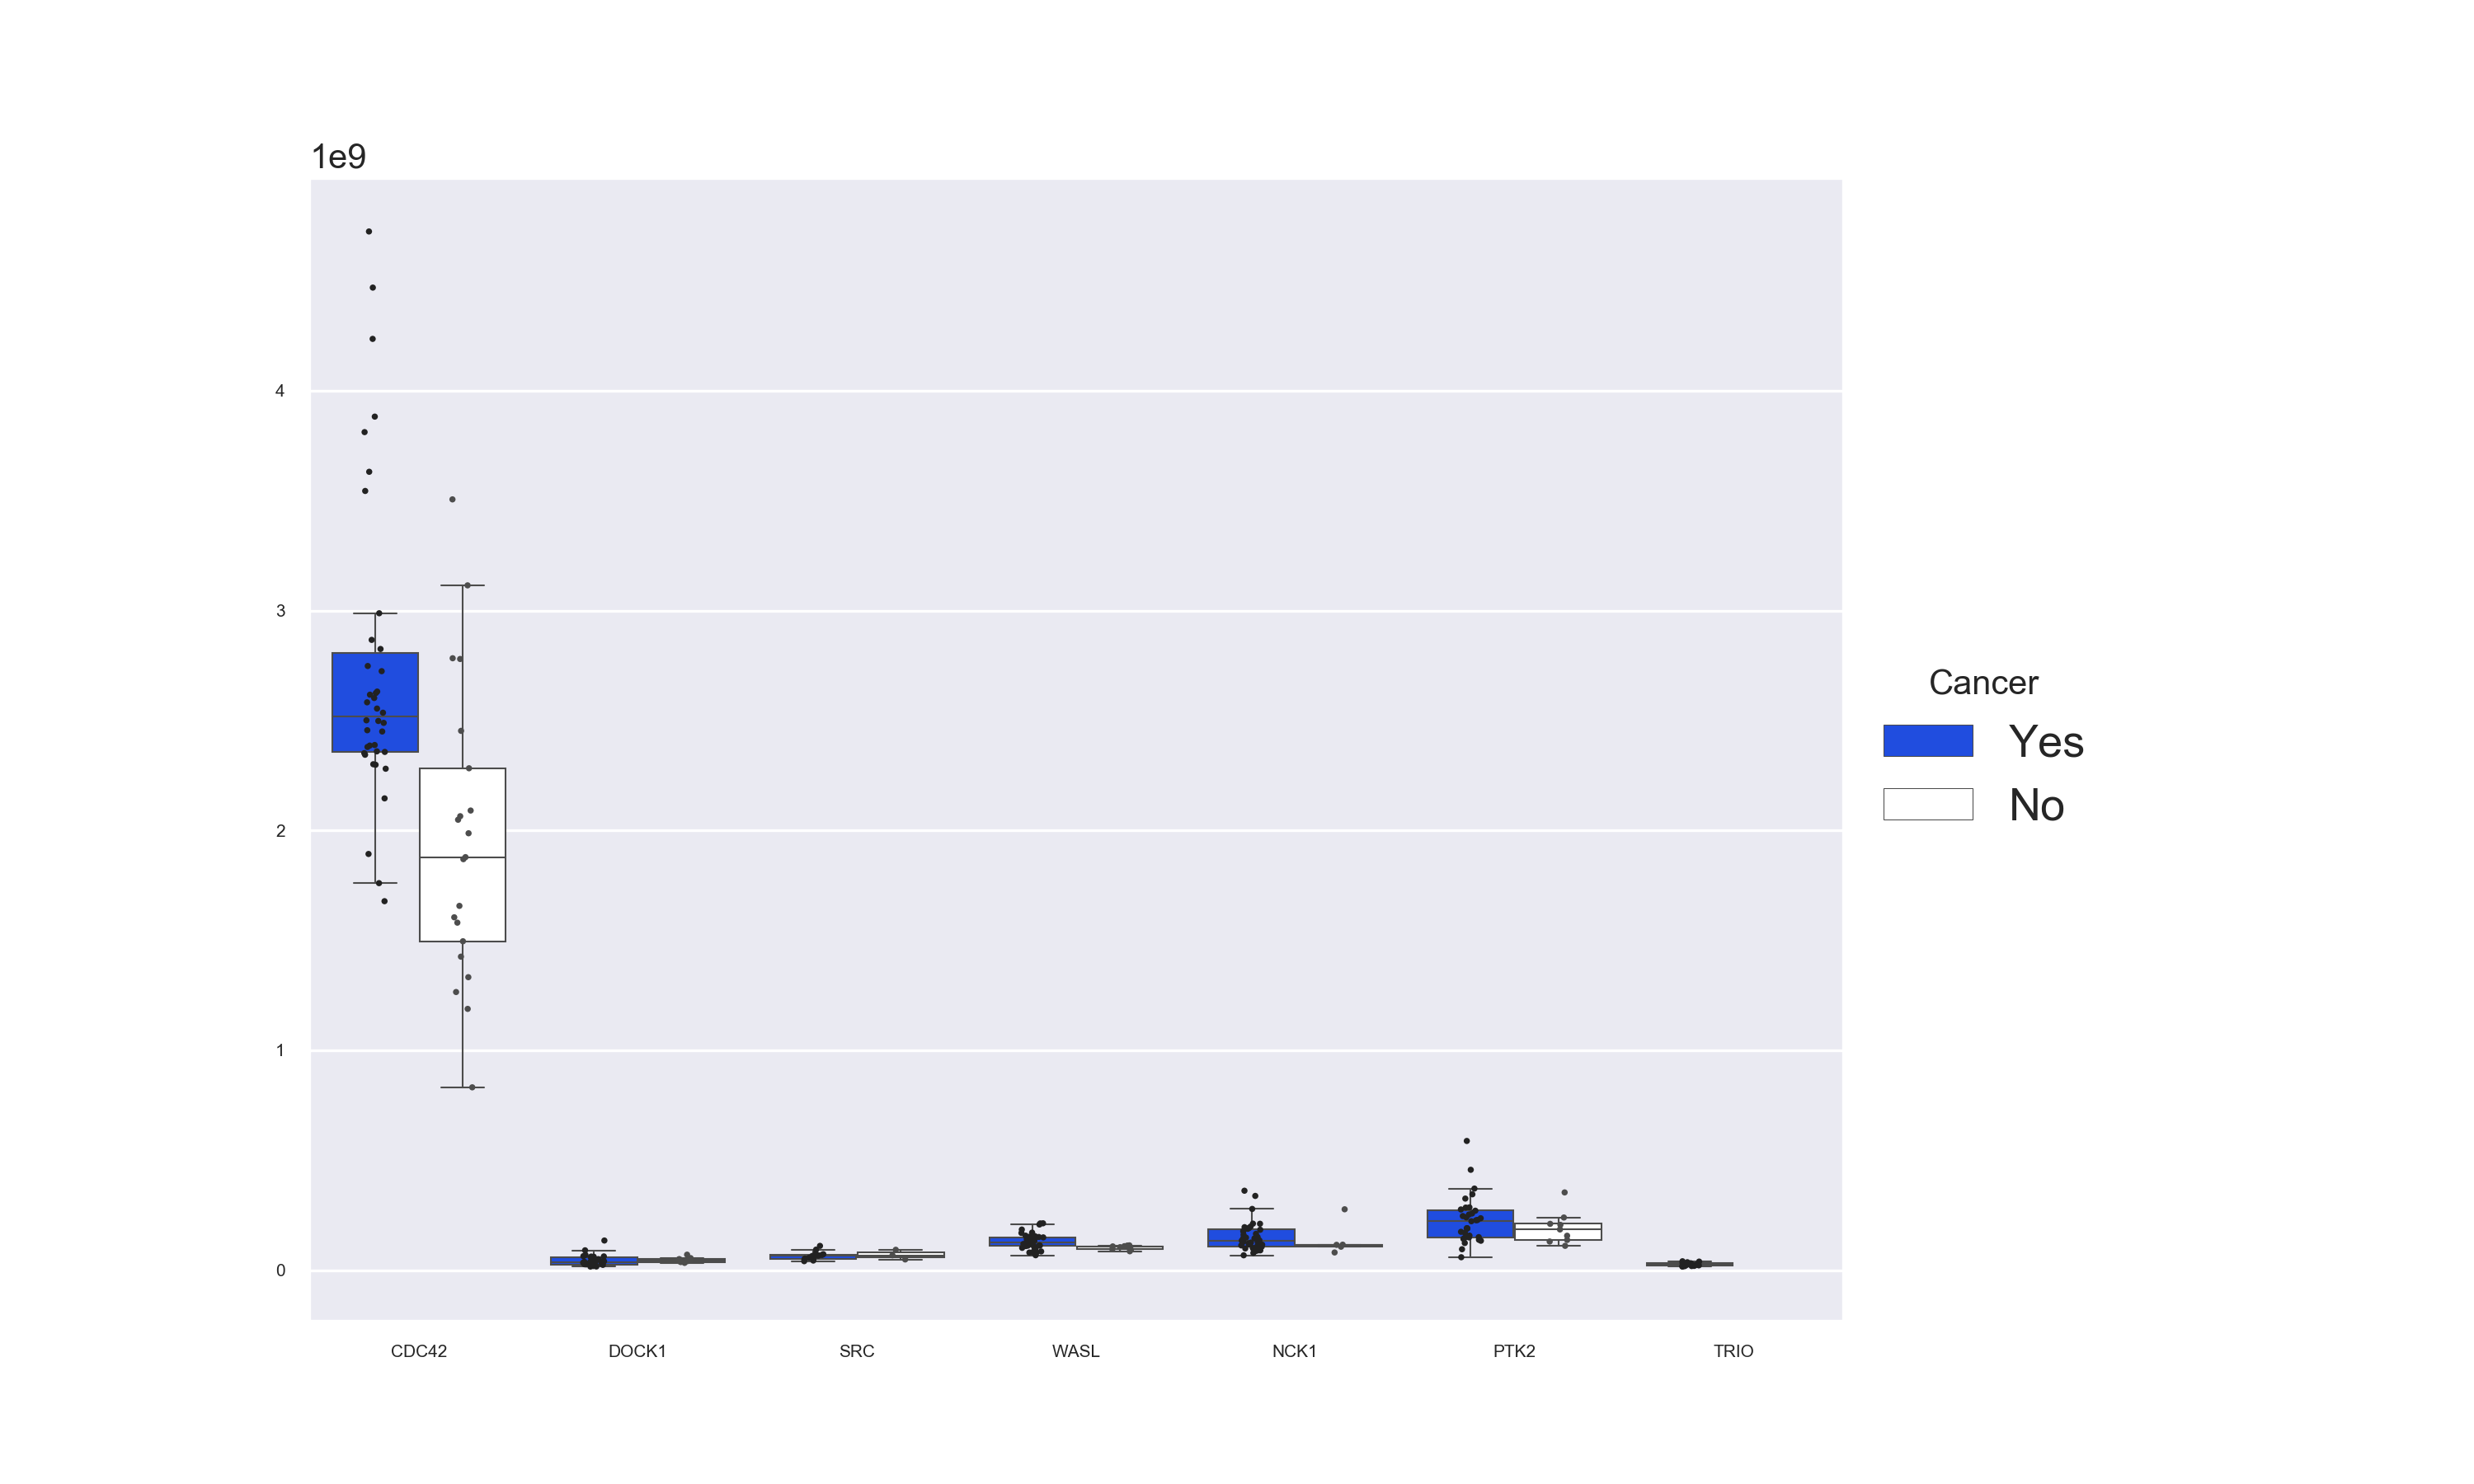 1e9
4
3
2
1
0
CDC42 DOCK1 SRC WASL NCK1 PTK2 TRIO
Cancer
Yes
No